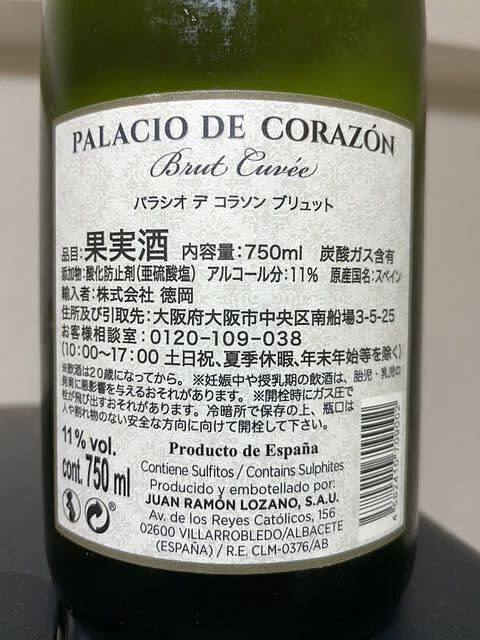 PALACIO DE CORAZÓN
Brut Cuvée
パラシオ デ コラソン ブリュット
品目:果実酒 内容量:750ml 炭酸ガス含有
添加物:酸化防止剤(亜硫酸塩) アルコール分:11% 原産国名:スペイン
輸入者:株式会社 徳岡
住所及び引取先:大阪府大阪市中央区南船場3-5-25
お客様相談室:0120-109-038
(10:00~17:00 土日祝、夏季休暇、年末年始等を除く)
※飲酒は20歳になってから。※妊娠中や授乳期の飲酒は、胎児・乳児の
発育に悪影響を与えるおそれがあります。※開栓時にガス圧で
栓が飛び出すおそれがあります。冷暗所で保存の上、瓶口は
人や割れ物のない安全な方向に向けて開栓して下さい。
11% vol.
cont. 750 ml
Producto de España
Contiene Sulfitos / Contains Sulphites
Producido y embotellado por:
JUAN RAMÓN LOZANO, S.A.U.
Av. de los Reyes Católicos, 156
02600 VILLARROBLEDO/ALBACETE
(ESPAÑA) / R.E. CLM-0376/AB